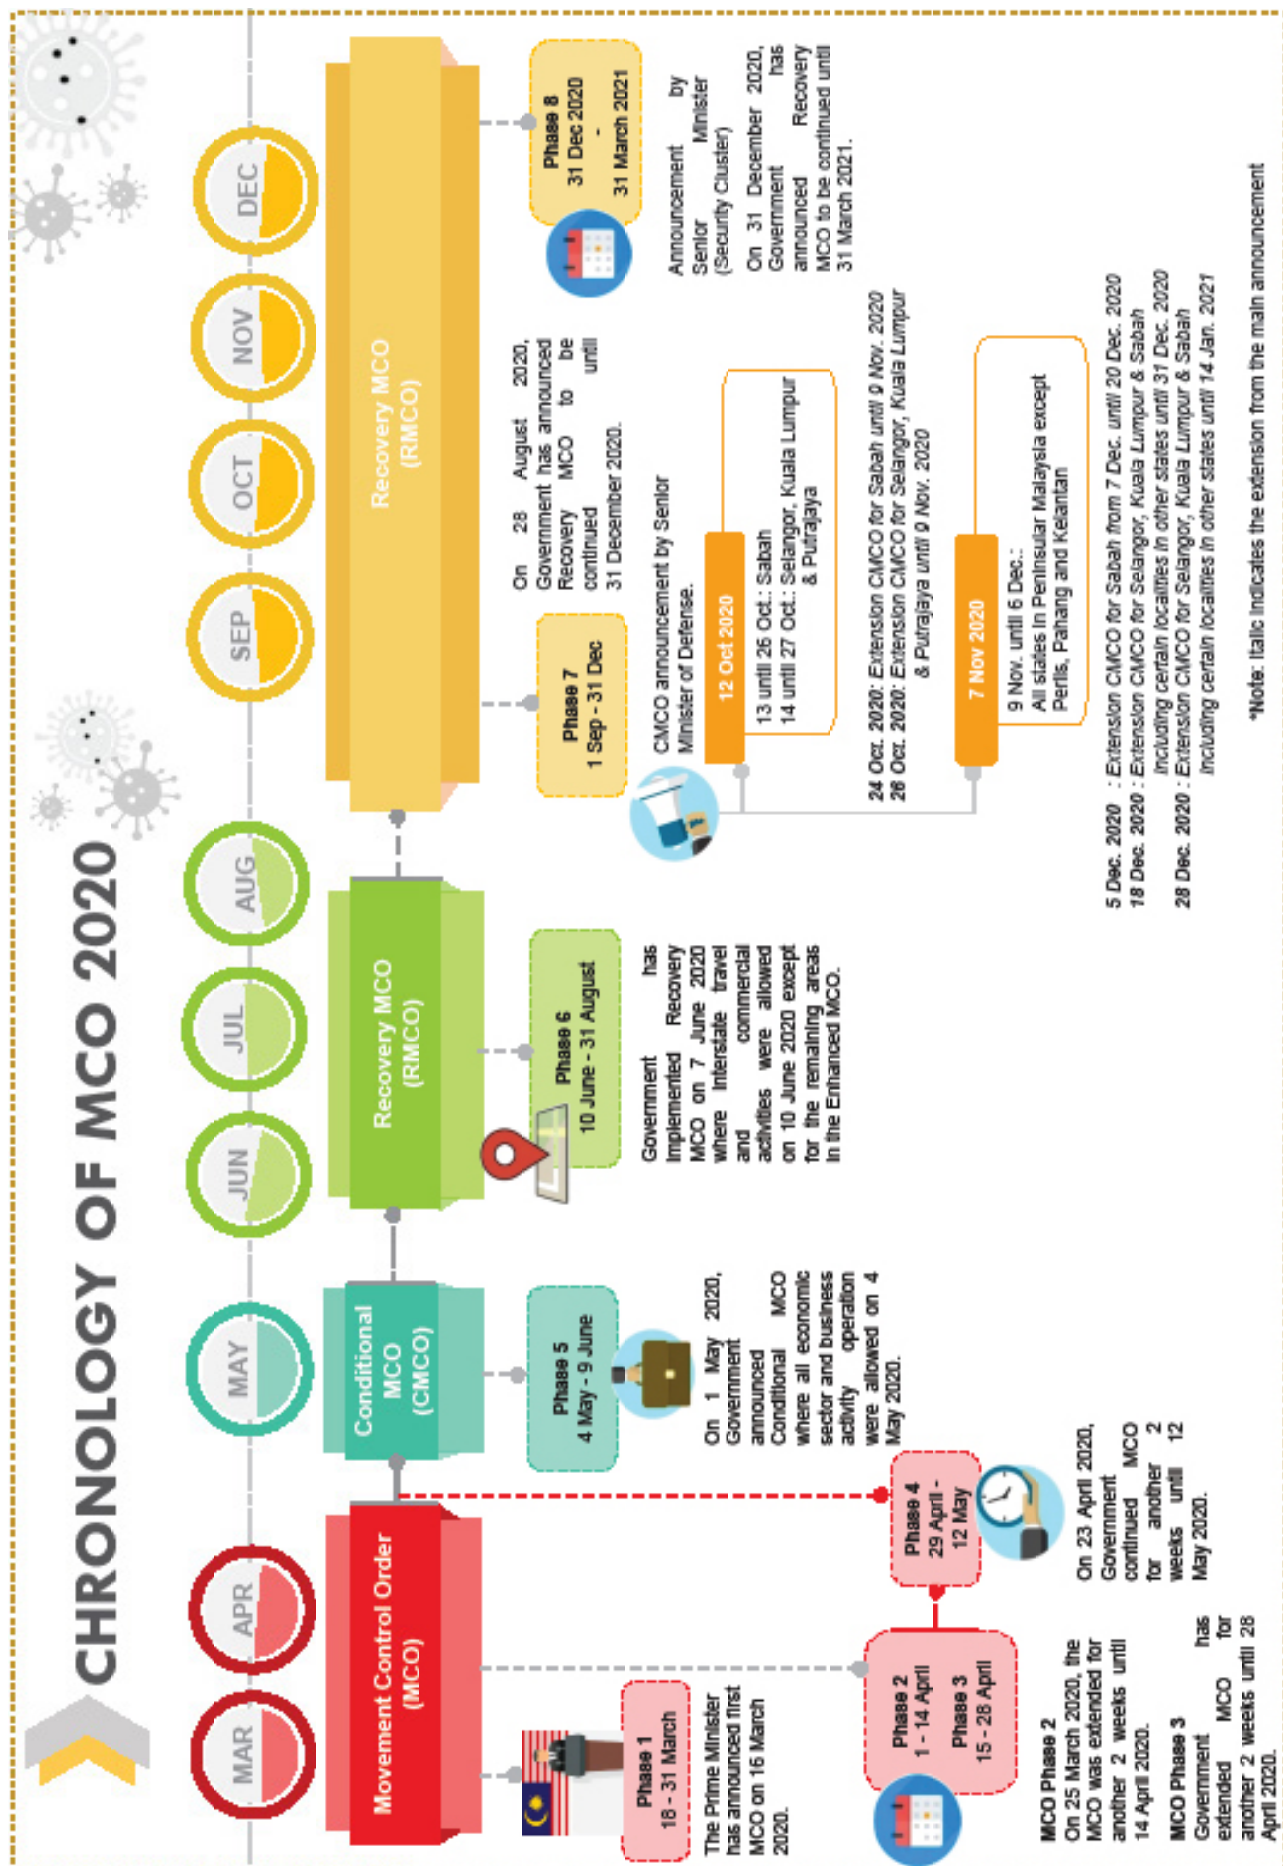 CHRONOLOGY OF MCO 2020
MAR
APR
MAY
JUN
JUL
AUG
SEP
OCT
NOV
DEC
Movement Control Order
(MCO)
Conditional
MCO
(CMCO)
Recovery MCO
(RMCO)
Recovery MCO
(RMCO)
Phase 1
18 - 31 March
The Prime Minister
has announced first
MCO on 16 March
2020.
Phase 2
1 - 14 April
Phase 3
15 - 28 April
MCO Phase 2
On 25 March 2020, the
MCO was extended for
another 2 weeks until
14 April 2020.
MCO Phase 3
Government has
extended MCO for
another 2 weeks until 28
April 2020.
Phase 4
29 April -
12 May
On 23 April 2020,
Government
continued MCO
for another 2
weeks until 12
May 2020.
Phase 5
4 May - 9 June
On 1 May 2020,
Government
announced
Conditional MCO
where all economic
sector and business
activity operation
were allowed on 4
May 2020.
Phase 6
10 June - 31 August
Government has
Implemented Recovery
MCO on 7 June 2020
where Interstate travel
and commercial
activities were allowed
on 10 June 2020 except
for the remaining areas
In the Enhanced MCO.
Phase 7
1 Sep - 31 Dec
On 28 August 2020,
Government has announced
Recovery MCO to be
continued until
31 December 2020.
CMCO announcement by Senior
Minister of Defense.
12 Oct 2020
13 until 26 Oct.: Sabah
14 until 27 Oct.: Selangor, Kuala Lumpur
& Putrajaya
24 Oct. 2020: Extension CMCO for Sabah until 9 Nov. 2020
26 Oct. 2020: Extension CMCO for Selangor, Kuala Lumpur
& Putrajaya until 9 Nov. 2020
7 Nov 2020
9 Nov. until 6 Dec.:
All states In Peninsular Malaysia except
Perlis, Pahang and Kelantan
5 Dec. 2020 : Extension CMCO for Sabah from 7 Dec. until 20 Dec. 2020
18 Dec. 2020 : Extension CMCO for Selangor, Kuala Lumpur & Sabah
Including certain localities In other states until 31 Dec. 2020
28 Dec. 2020 : Extension CMCO for Selangor, Kuala Lumpur & Sabah
Including certain localities In other states until 14 Jan. 2021
Phase 8
31 Dec 2020
-
31 March 2021
Announcement by
Senior Minister
(Security Cluster)
On 31 December 2020,
Government has
announced Recovery
MCO to be continued until
31 March 2021.
*Note: Italic Indicates the extension from the main announcement